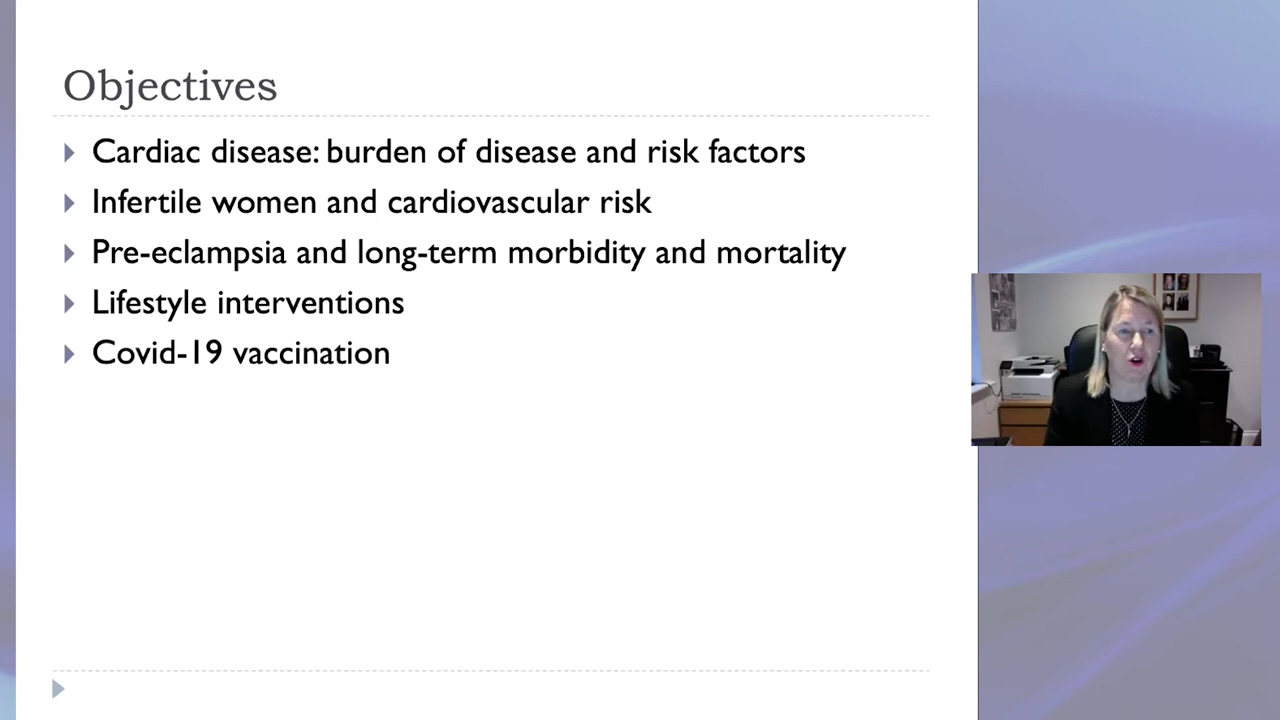 Objectives
Cardiac disease: burden of disease and risk factors
Infertile women and cardiovascular risk
Pre-eclampsia and long-term morbidity and mortality
Lifestyle interventions
Covid-19 vaccination